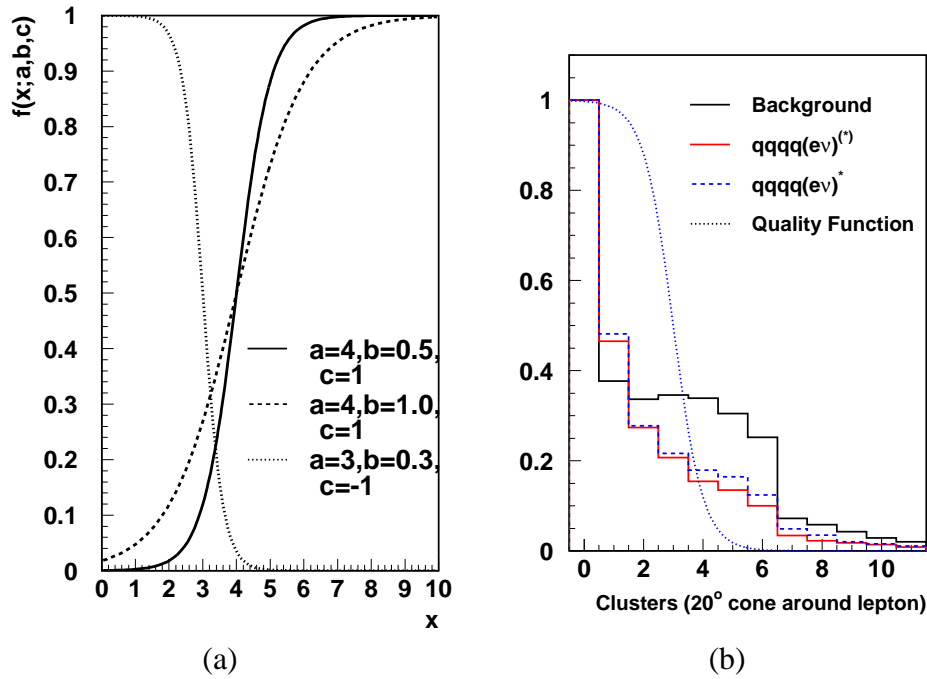 f(x;a,b,c)
1
0.9
0.8
0.7
0.6
0.5
0.4
0.3
0.2
0.1
0
a=4,b=0.5,
c=1
a=4,b=1.0,
c=1
a=3,b=0.3,
c=-1
0 1 2 3 4 5 6 7 8 9 10
x
(a)
1
0.8
0.6
0.4
0.2
0
Background
qqqq(eν)(*)
qqqq(eν)*
Quality Function
0 2 4 6 8 10
Clusters (20° cone around lepton)
(b)